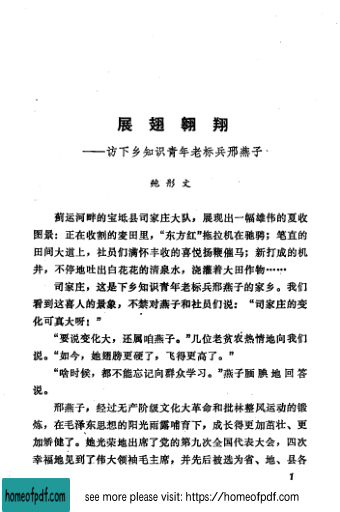 展翅翱翔
——访下乡知识青年老标兵邢燕子
鲍彤文
蓟运河畔的宝坻县司家庄大队，展现出一幅雄伟的夏收
图景：正在收割的麦田里，“东方红”拖拉机在驰骋；笔直的
田间大道上，社员们满怀丰收的喜悦扬鞭催马；新打成的机
井，不停地吐出白花花的清泉水，浇灌着大田作物……
司家庄，这是下乡知识青年老标兵邢燕子的家乡。我们
看到这喜人的景象，不禁对燕子和社员们说：“司家庄的变
化可真大呀！”
“要说变化大，还属咱燕子。”几位老贫农热情地向我们
说。“如今，她翅膀更硬了，飞得更高了。”
“啥时候，都不能忘记向群众学习。”燕子腼腆地回答
说。
邢燕子，经过无产阶级文化大革命和批林整风运动的锻
炼，在毛泽东思想的阳光雨露哺育下，成长得更加茁壮、更
加矫健了。她光荣地出席了党的第九次全国代表大会，四次
幸福地见到了伟大领袖毛主席，并先后被选为省、地、县各
1
homeofpdf.com
see more please visit: https://homeofpdf.com